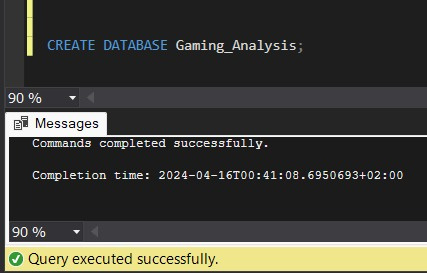 CREATE DATABASE Gaming_Analysis;
90 %
Messages
Commands completed successfully.
Completion time: 2024-04-16T00:41:08.6950693+02:00
90 %
Query executed successfully.